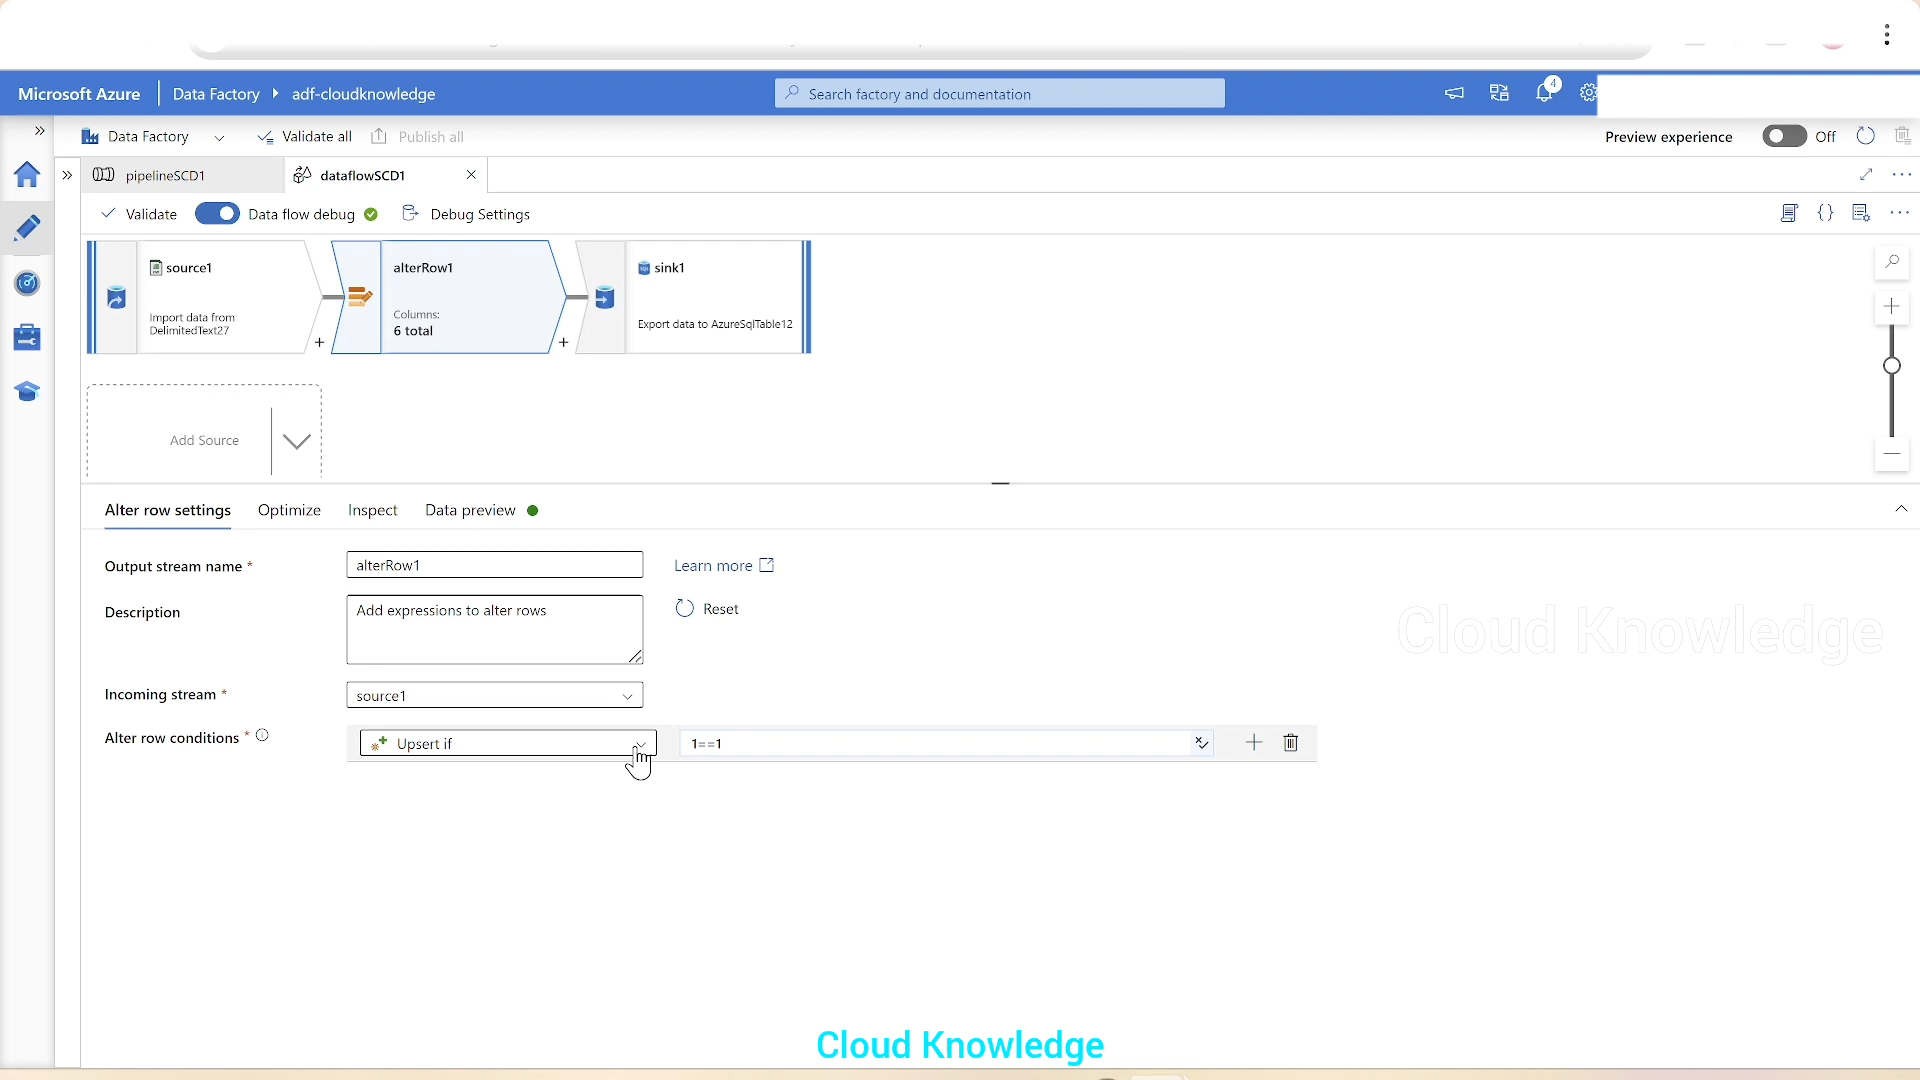 Microsoft Azure
Data Factory
adf-cloudknowledge
Search factory and documentation
4
Data Factory
Validate all
Publish all
Preview experience
Off
pipelineSCD1
dataflowSCD1
Validate
Data flow debug
Debug Settings
source1
Import data from
DelimitedText27
alterRow1
Columns:
6 total
sink1
Export data to AzureSqlTable12
Add Source
Alter row settings
Optimize
Inspect
Data preview
Output stream name *
alterRow1
Learn more
Description
Add expressions to alter rows
Reset
Cloud Knowledge
Incoming stream *
source1
Alter row conditions *
Upsert if
1==1
Cloud Knowledge